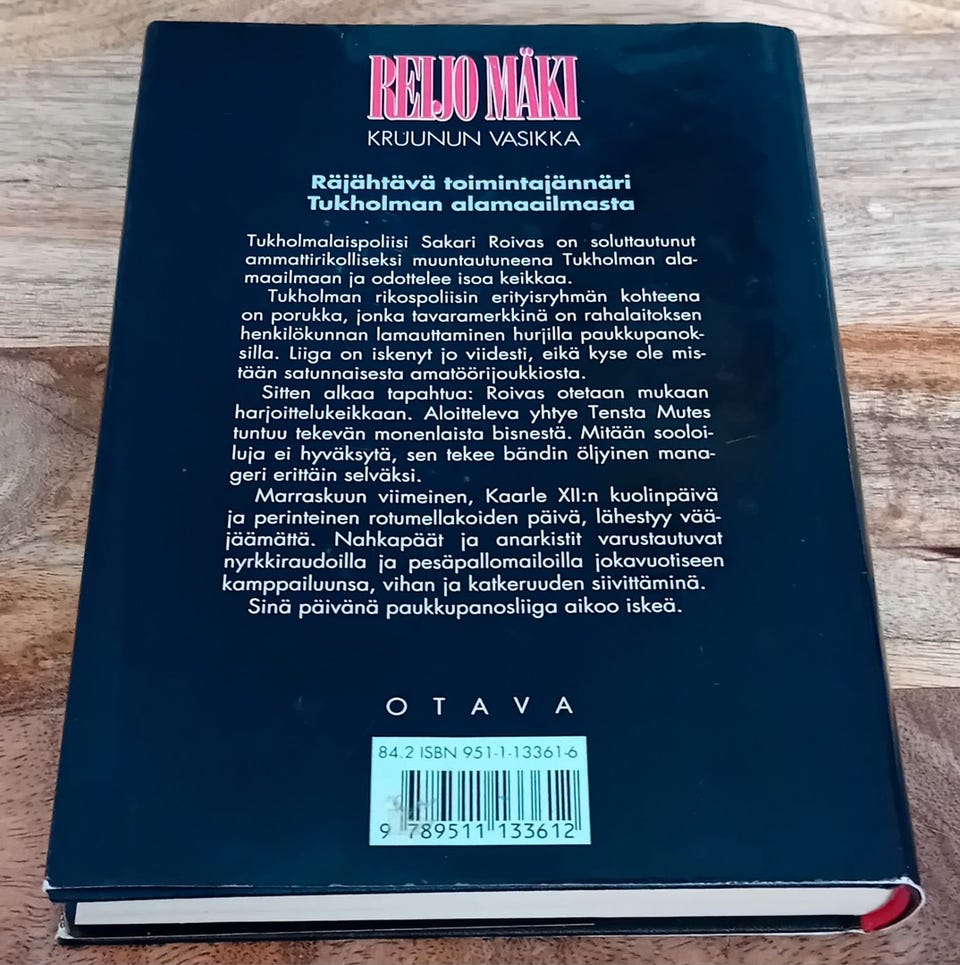 REIJO MÄKI
KRUUNUN VASIKKA
Räjähtävä toimintajännäri
Tukholman alamaailmasta
Tukholmalaispoliisi Sakari Roivas on soluttautunut
ammattirikolliseksi muuntautuneena Tukholman ala-
maailmaan ja odottelee isoa keikkaa.
Tukholman rikospoliisin erityisryhmän kohteena
on porukka, jonka tavaramerkkinä on rahalaitoksen
henkilökunnan lamauttaminen hurjilla paukkupanok-
silla. Liiga on iskenyt jo viidesti, eikä kyse ole mis-
tään satunnaisesta amatöörijoukkiosta.
Sitten alkaa tapahtua: Roivas otetaan mukaan
harjoittelukeikkaan. Aloitteleva yhtye Tensta Mutes
tuntuu tekevän monenlaista bisnestä. Mitään sooloi-
luja ei hyväksytä, sen tekee bändin öljyinen mana-
geri erittäin selväksi.
Marraskuun viimeinen, Kaarle XII:n kuolinpäivä
ja perinteinen rotumellakoiden päivä, lähestyy vää-
jäämättä. Nahkapäät ja anarkistit varustautuvat
nyrkkiraudoilla ja pesäpallomailoilla jokavuotiseen
kamppailuunsa, vihan ja katkeruuden siivittäminä.
Sinä päivänä paukkupanosliiga aikoo iskeä.
OTAVA
84.2 ISBN 951-1-13361-6
9 789511 133612